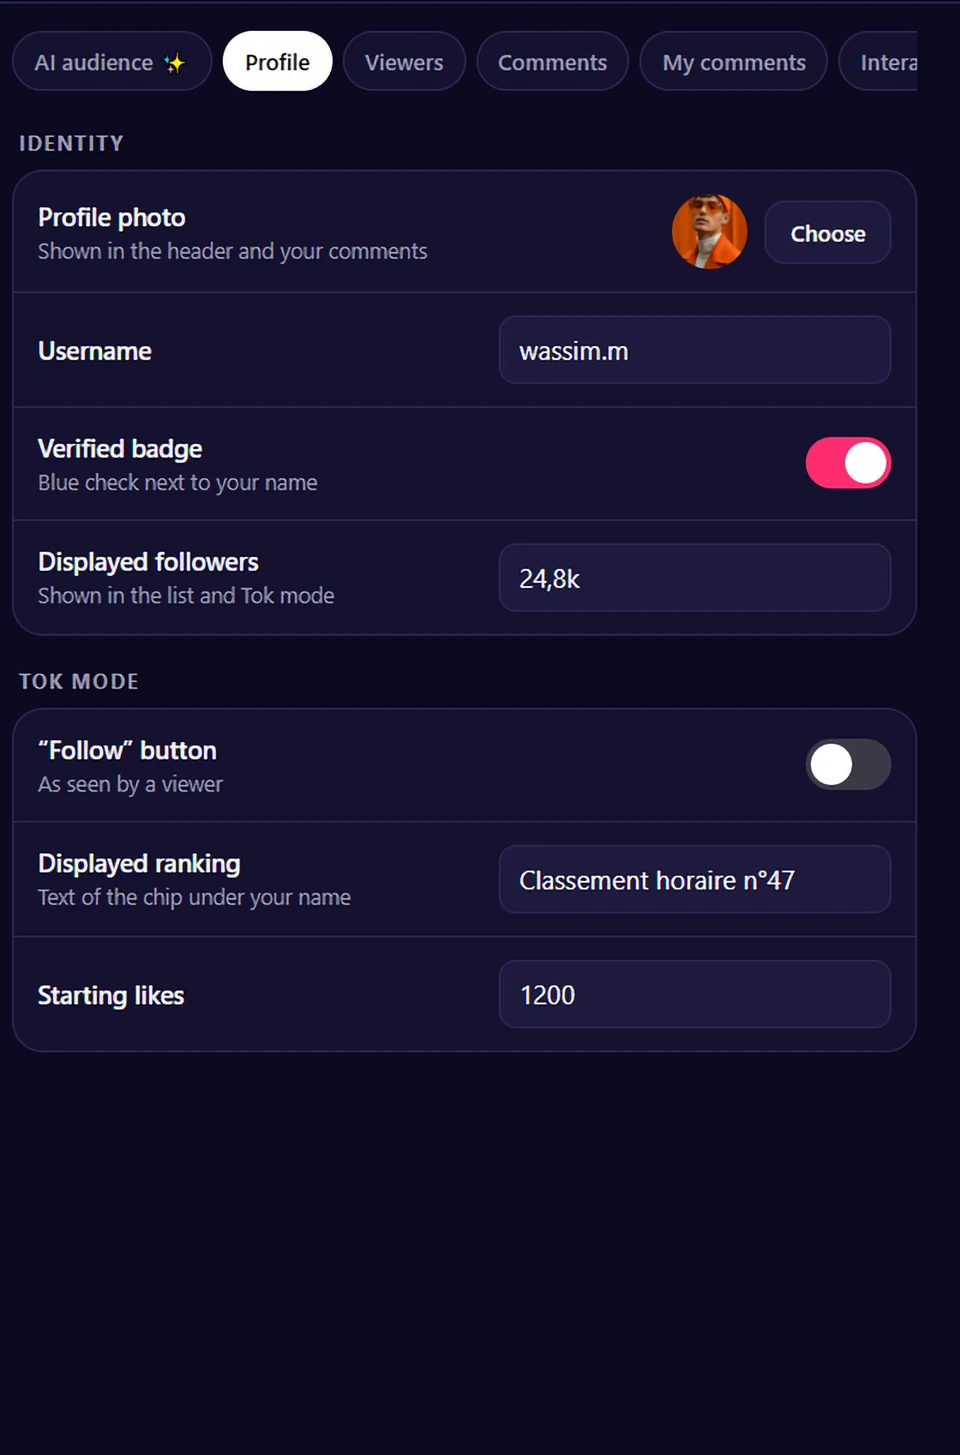 AI audience ✨
Profile
Viewers
Comments
My comments
Intera
IDENTITY
Profile photo
Shown in the header and your comments
Choose
Username
wassim.m
Verified badge
Blue check next to your name
Displayed followers
Shown in the list and Tok mode
24,8k
TOK MODE
“Follow” button
As seen by a viewer
Displayed ranking
Text of the chip under your name
Classement horaire n°47
Starting likes
1200